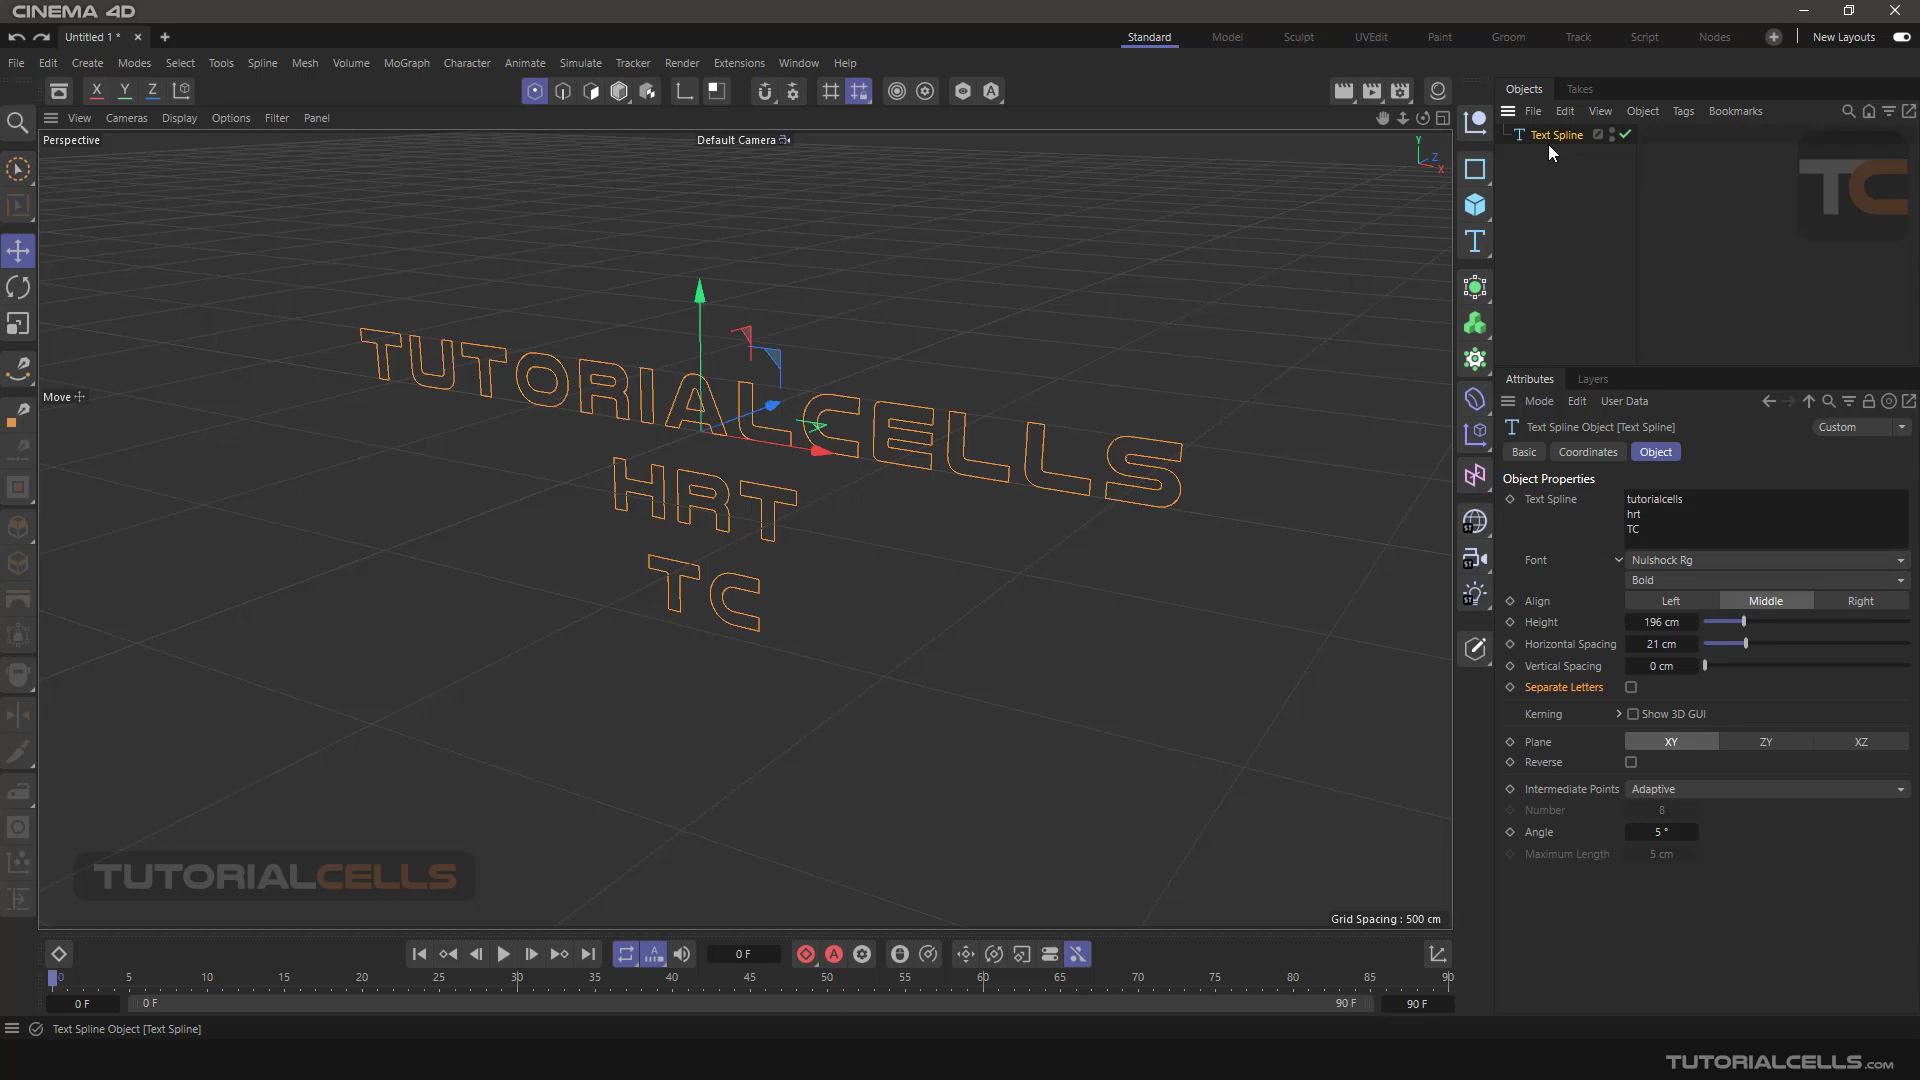 CINEMA 4D
Untitled 1 *
Standard Model Sculpt UVEdit Paint Groom Track Script Nodes New Layouts
File Edit Create Modes Select Tools Spline Mesh Volume MoGraph Character Animate Simulate Tracker Render Extensions Window Help
X Y Z
Objects Takes
File Edit View Object Tags Bookmarks
View Cameras Display Options Filter Panel
Perspective
Default Camera
Text Spline
Y
Z
X
TC
Move
TUTORIALCELLS
HRT
TC
TUTORIALCELLS
Grid Spacing : 500 cm
Attributes Layers
Mode Edit User Data
Text Spline Object [Text Spline]
Custom
Basic Coordinates Object
Object Properties
Text Spline tutorialcells
hrt
TC
Font Nulshock Rg
Bold
Align Left Middle Right
Height 196 cm
Horizontal Spacing 21 cm
Vertical Spacing 0 cm
Separate Letters
Kerning Show 3D GUI
Plane XY ZY XZ
Reverse
Intermediate Points Adaptive
Number 8
Angle 5 °
Maximum Length 5 cm
0 F
0 5 10 15 20 25 30 35 40 45 50 55 60 65 70 75 80 85 90
0 F 0 F 90 F 90 F
Text Spline Object [Text Spline]
TUTORIALCELLS.com